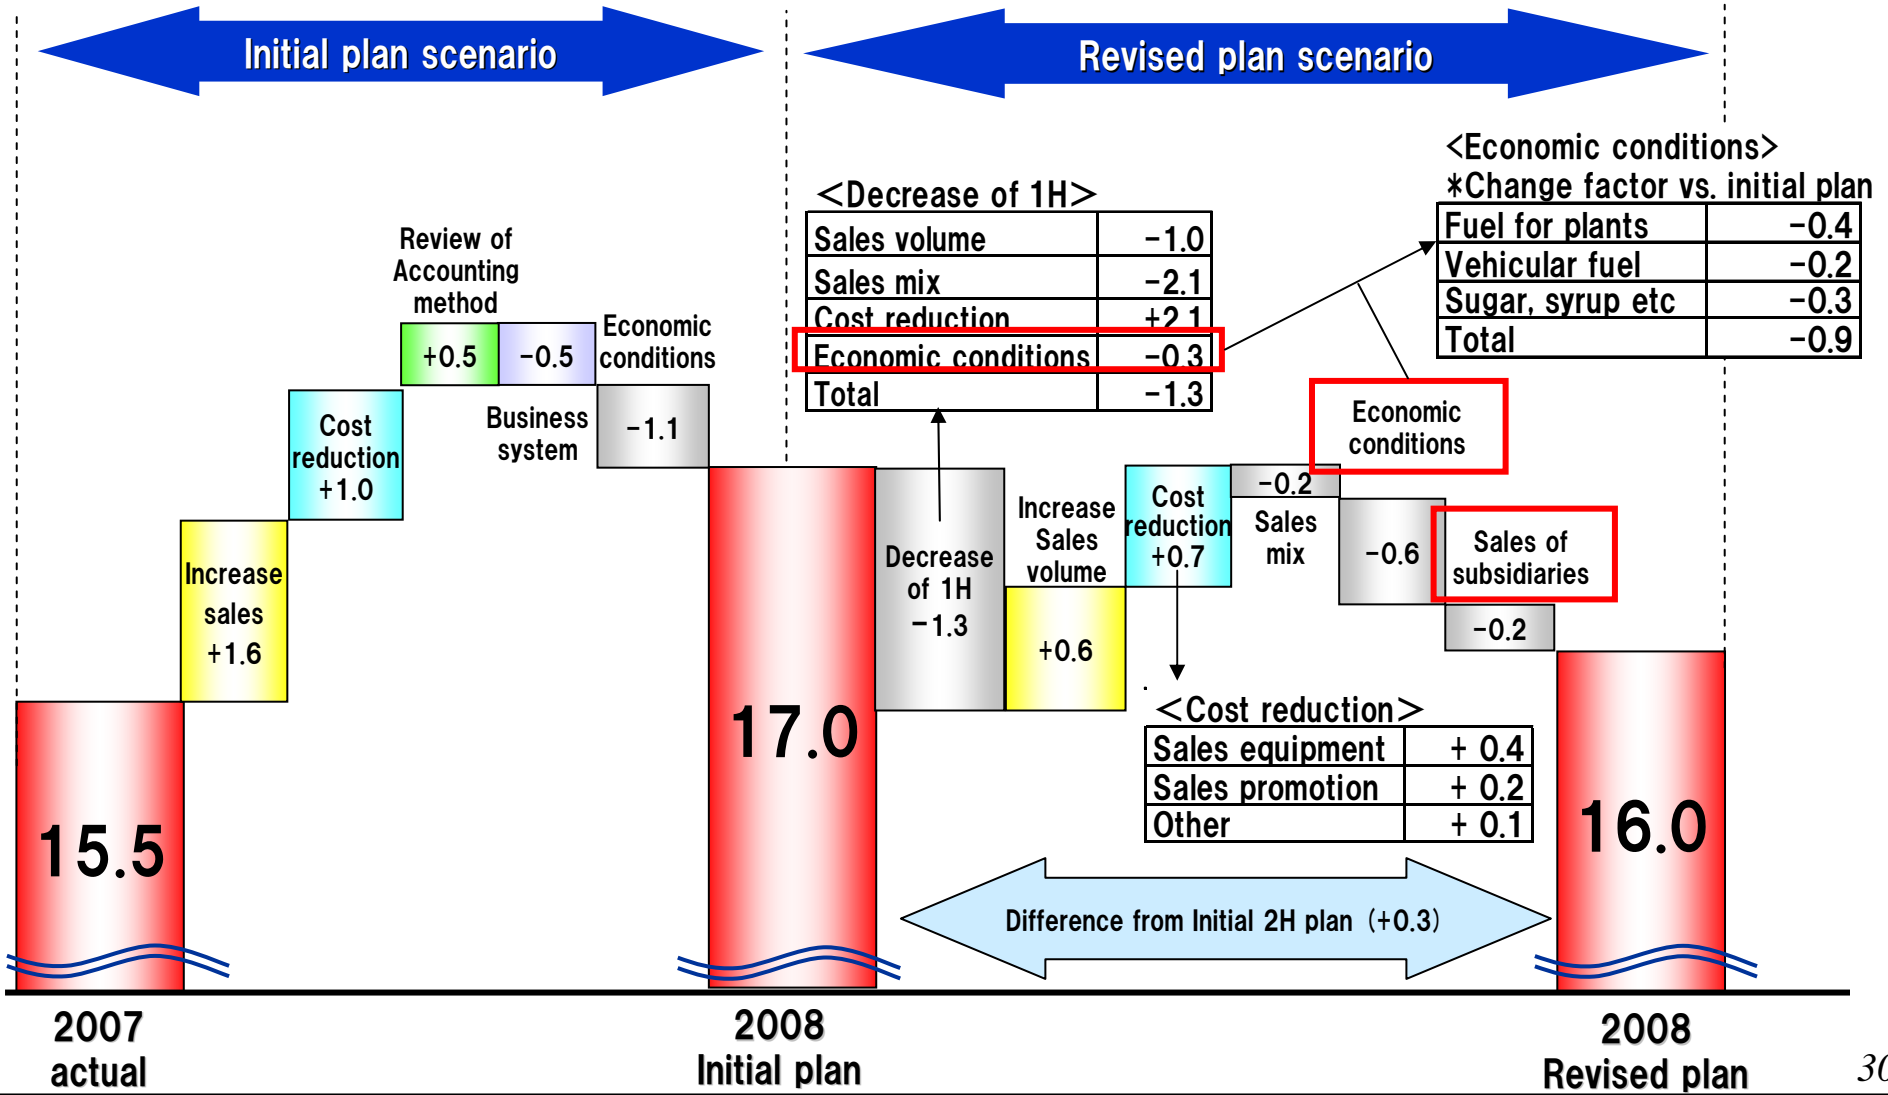 Initial plan scenario
Revised plan scenario
<Economic conditions>
*Change factor vs. initial plan
Fuel for plants −0.4
Vehicular fuel −0.2
Sugar, syrup etc −0.3
Total −0.9
<Decrease of 1H>
Sales volume −1.0
Sales mix −2.1
Cost reduction +2.1
Economic conditions −0.3
Total −1.3
Review of
Accounting
method
+0.5
−0.5
Business
system
Economic
conditions
−1.1
Cost
reduction
+1.0
Increase
sales
+1.6
15.5
17.0
Decrease
of 1H
−1.3
Increase
Sales
volume
+0.6
Cost
reduction
+0.7
−0.2
Sales
mix
Economic
conditions
−0.6
Sales of
subsidiaries
−0.2
<Cost reduction>
Sales equipment + 0.4
Sales promotion + 0.2
Other + 0.1
16.0
Difference from Initial 2H plan (+0.3)
2007
actual
2008
Initial plan
2008
Revised plan
30